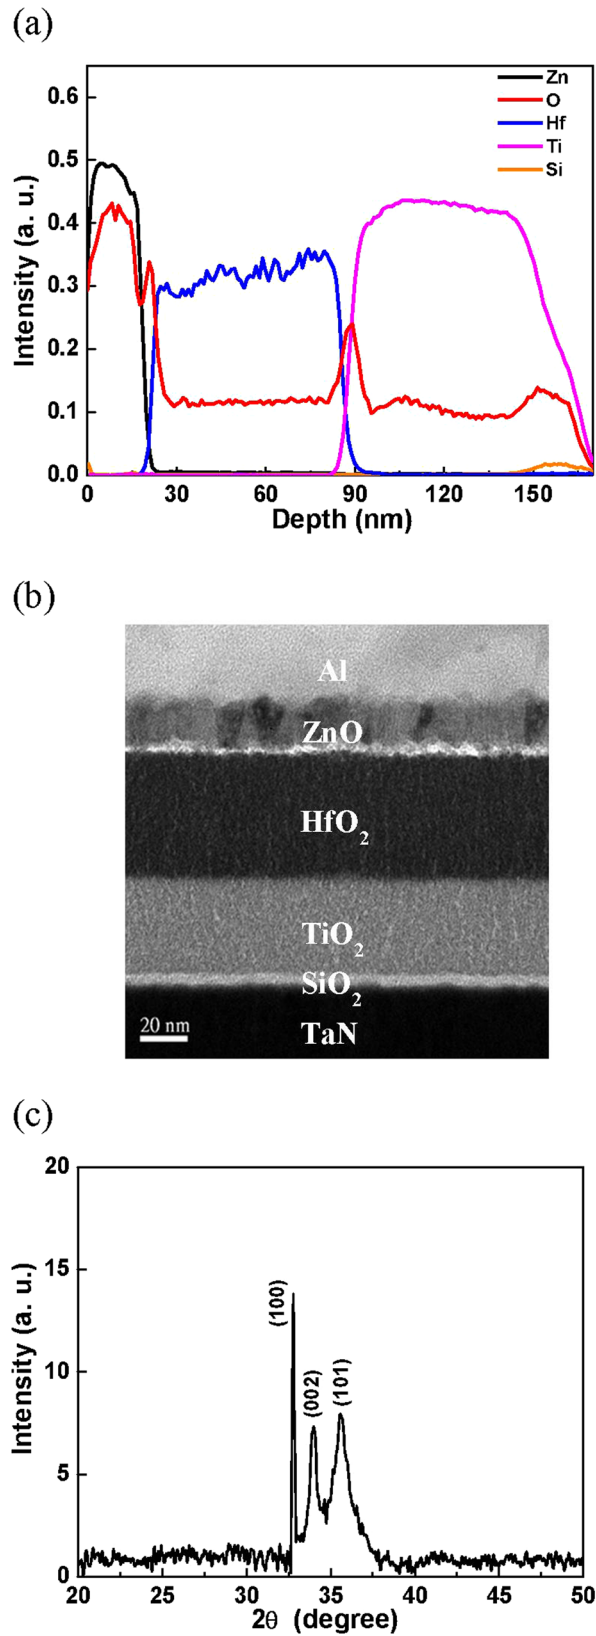 (a)
Intensity (a. u.)
0.6
0.5
0.4
0.3
0.2
0.1
0.0
Zn
O
Hf
Ti
Si
0 30 60 90 120 150
Depth (nm)
(b)
Al
ZnO
HfO₂
TiO₂
SiO₂
TaN
20 nm
(c)
Intensity (a. u.)
20
15
10
5
0
(100)
(002)
(101)
20 25 30 35 40 45 50
2θ (degree)